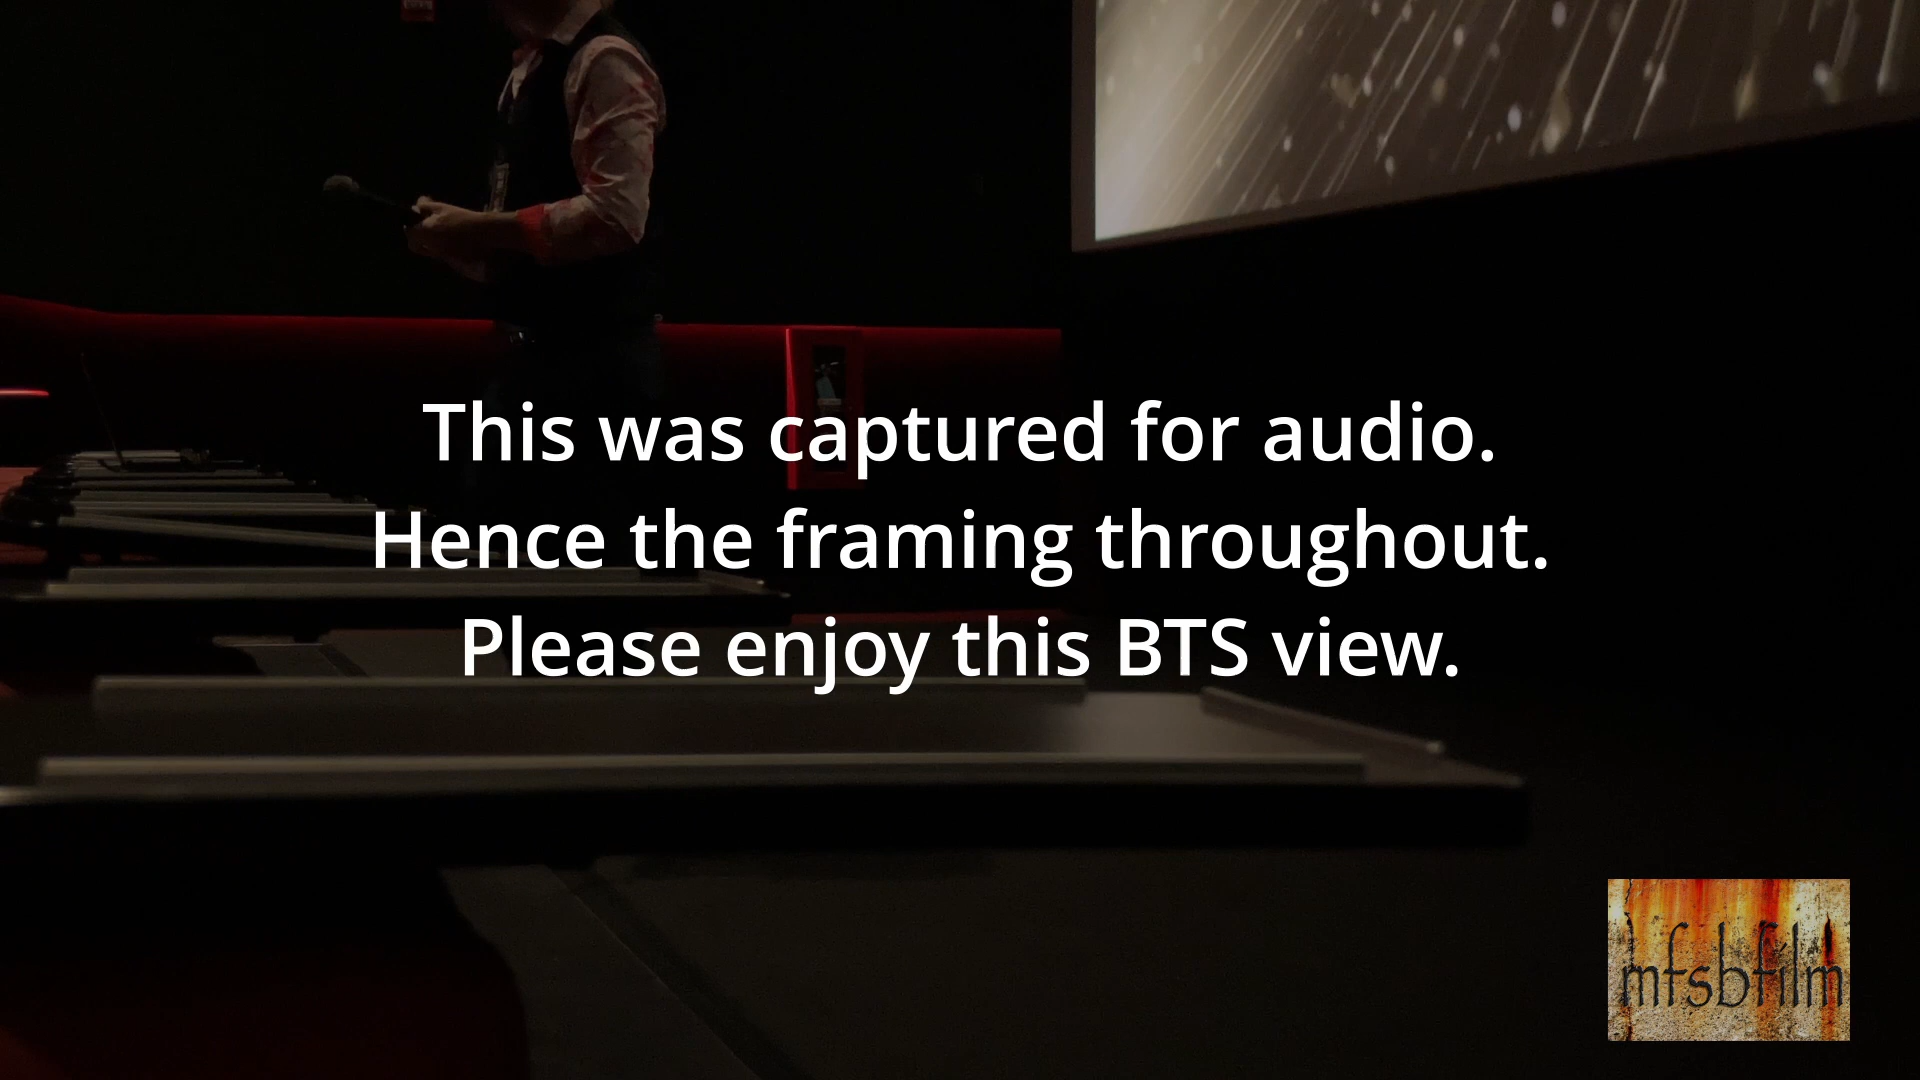 This was captured for audio.
Hence the framing throughout.
Please enjoy this BTS view.
mfsbfilm